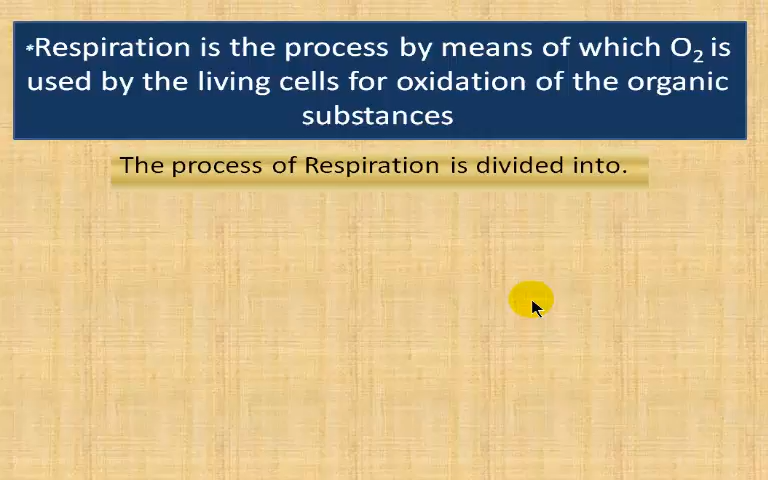 *Respiration is the process by means of which O₂ is
used by the living cells for oxidation of the organic
substances
The process of Respiration is divided into.